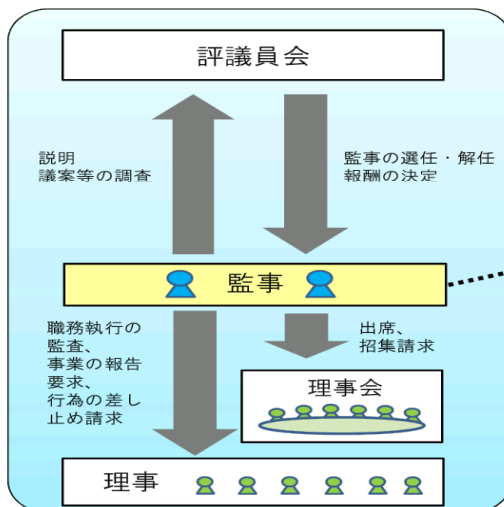 評議員会
説明
議案等の調査
監事の選任・解任
報酬の決定
監事
職務執行の
監査、
事業の報告
要求、
行為の差し
止め請求
出席、
招集請求
理事会
理事